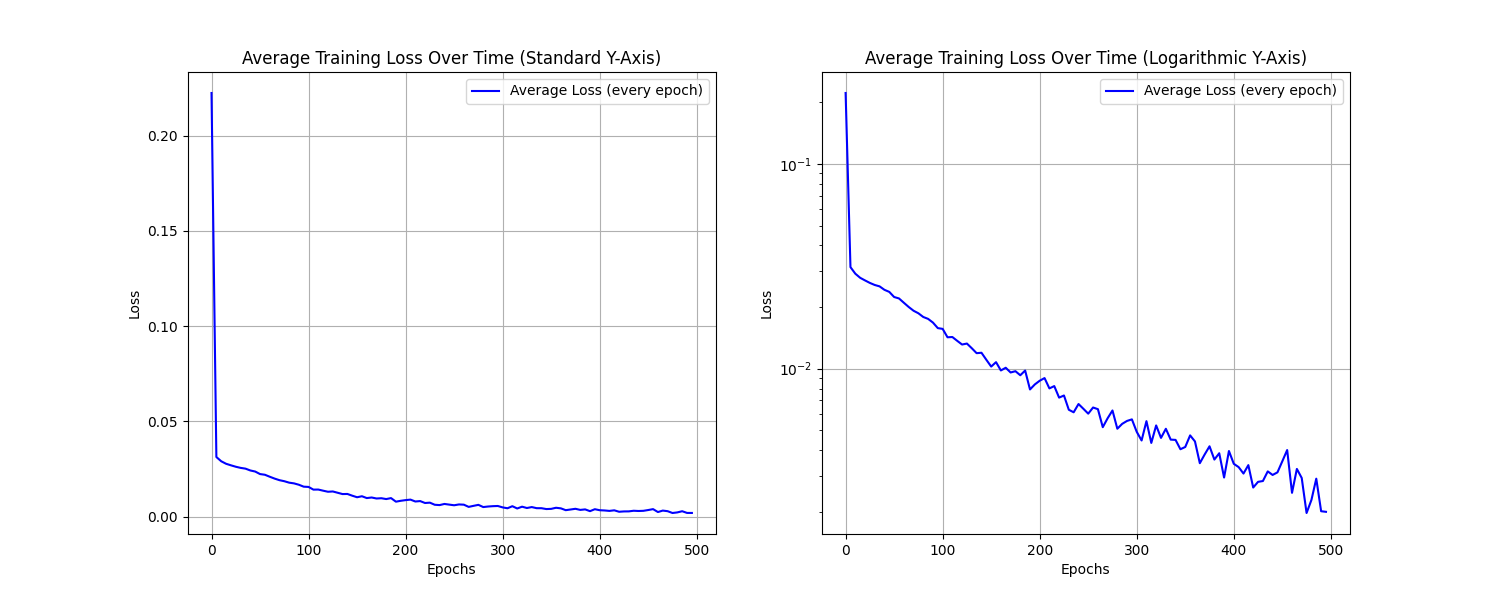 Average Training Loss Over Time (Standard Y-Axis)
Average Loss (every epoch)
0.20
0.15
0.10
0.05
0.00
Loss
0 100 200 300 400 500
Epochs
Average Training Loss Over Time (Logarithmic Y-Axis)
Average Loss (every epoch)
10⁻¹
10⁻²
Loss
0 100 200 300 400 500
Epochs